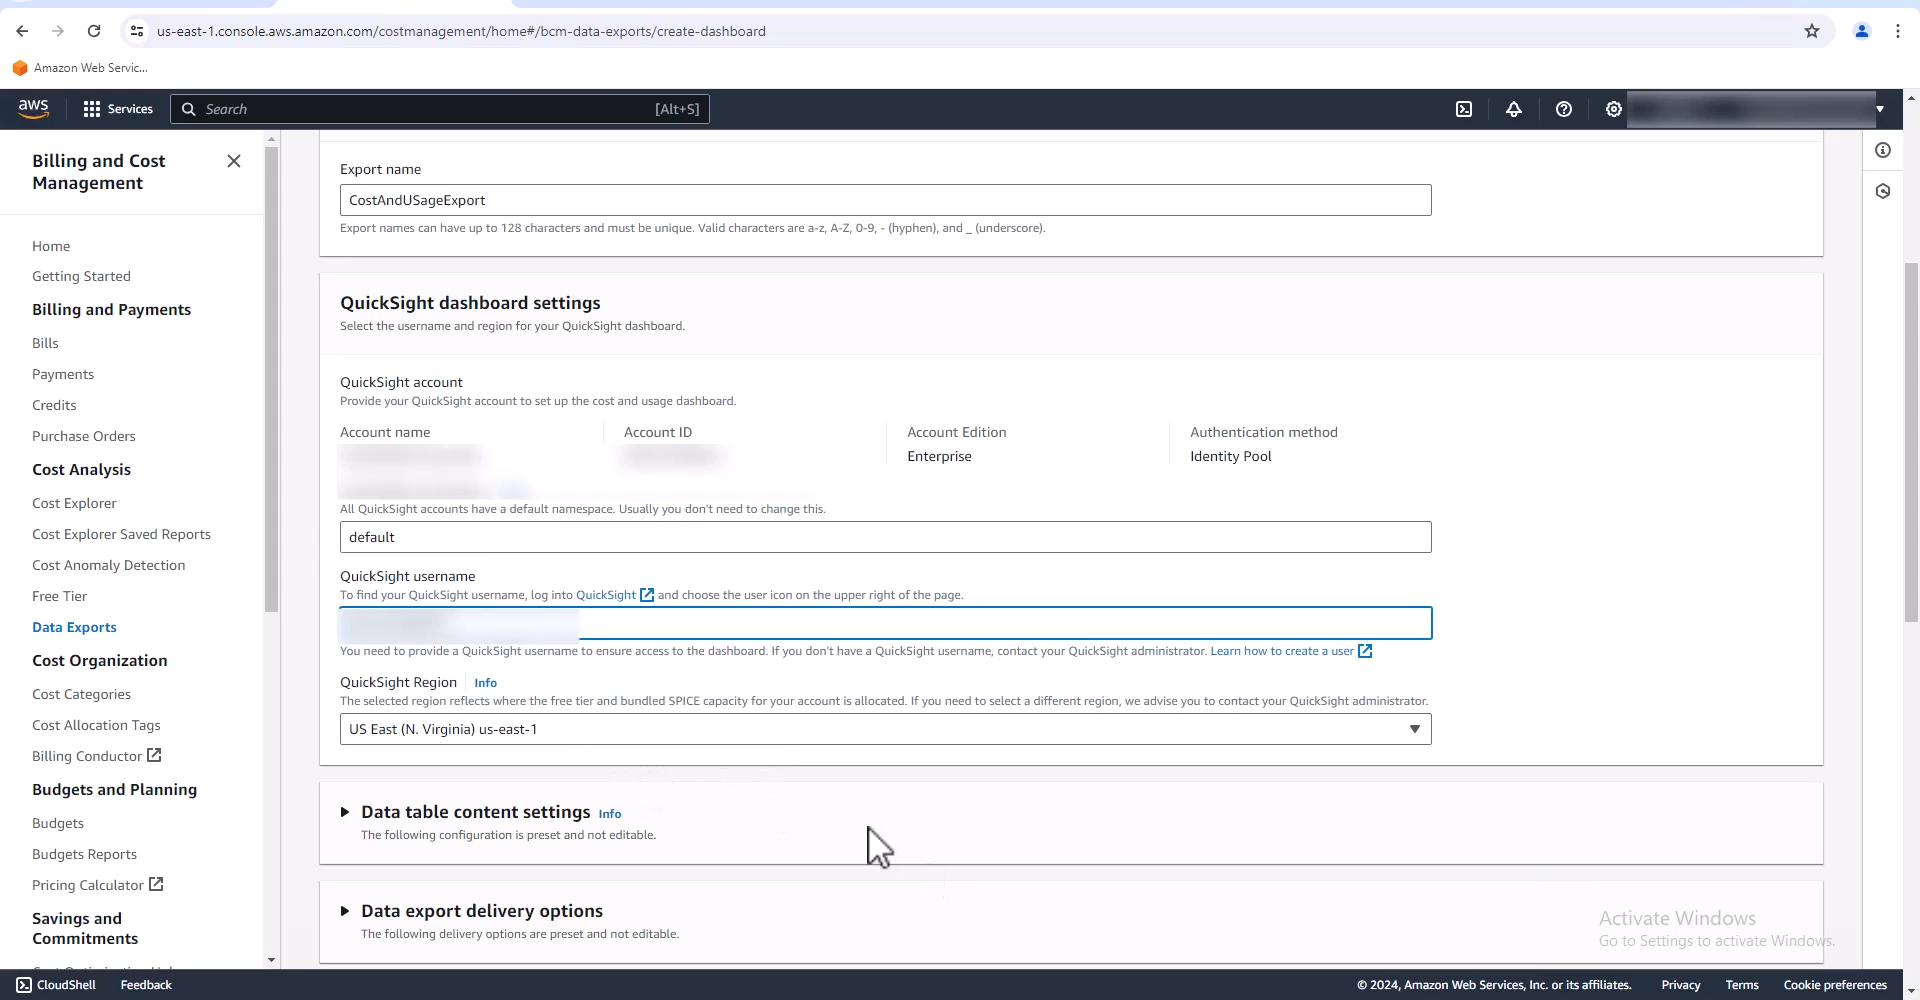 us-east-1.console.aws.amazon.com/costmanagement/home#/bcm-data-exports/create-dashboard
Amazon Web Servic...
aws
Services
Search
[Alt+S]
Billing and Cost
Management
Home
Getting Started
Billing and Payments
Bills
Payments
Credits
Purchase Orders
Cost Analysis
Cost Explorer
Cost Explorer Saved Reports
Cost Anomaly Detection
Free Tier
Data Exports
Cost Organization
Cost Categories
Cost Allocation Tags
Billing Conductor
Budgets and Planning
Budgets
Budgets Reports
Pricing Calculator
Savings and
Commitments
Export name
CostAndUSageExport
Export names can have up to 128 characters and must be unique. Valid characters are a-z, A-Z, 0-9, - (hyphen), and _ (underscore).
QuickSight dashboard settings
Select the username and region for your QuickSight dashboard.
QuickSight account
Provide your QuickSight account to set up the cost and usage dashboard.
Account name
Account ID
Account Edition
Enterprise
Authentication method
Identity Pool
All QuickSight accounts have a default namespace. Usually you don't need to change this.
default
QuickSight username
To find your QuickSight username, log into QuickSight and choose the user icon on the upper right of the page.
You need to provide a QuickSight username to ensure access to the dashboard. If you don't have a QuickSight username, contact your QuickSight administrator. Learn how to create a user
QuickSight Region Info
The selected region reflects where the free tier and bundled SPICE capacity for your account is allocated. If you need to select a different region, we advise you to contact your QuickSight administrator.
US East (N. Virginia) us-east-1
Data table content settings Info
The following configuration is preset and not editable.
Data export delivery options
The following delivery options are preset and not editable.
Activate Windows
Go to Settings to activate Windows.
CloudShell
Feedback
© 2024, Amazon Web Services, Inc. or its affiliates.
Privacy
Terms
Cookie preferences